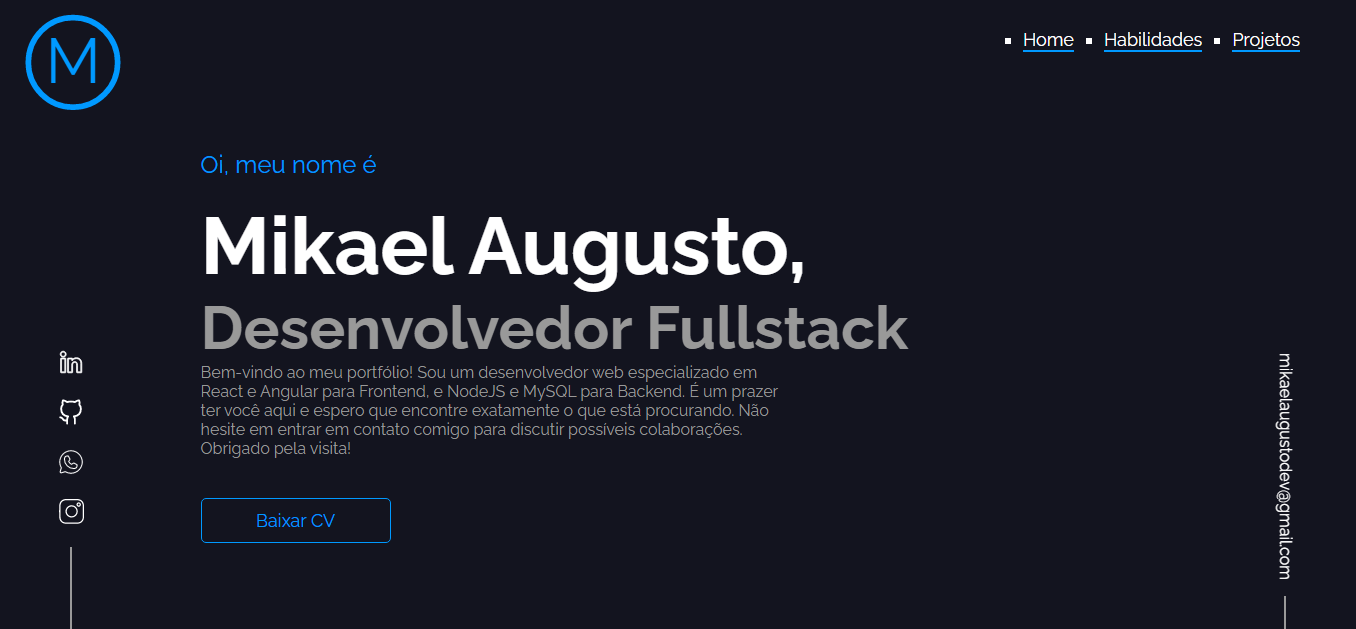 M
Home
Habilidades
Projetos
Oi, meu nome é
Mikael Augusto,
Desenvolvedor Fullstack
Bem-vindo ao meu portfólio! Sou um desenvolvedor web especializado em
React e Angular para Frontend, e NodeJS e MySQL para Backend. É um prazer
ter você aqui e espero que encontre exatamente o que está procurando. Não
hesite em entrar em contato comigo para discutir possíveis colaborações.
Obrigado pela visita!
Baixar CV
in
mikaelaugustodev@gmail.com